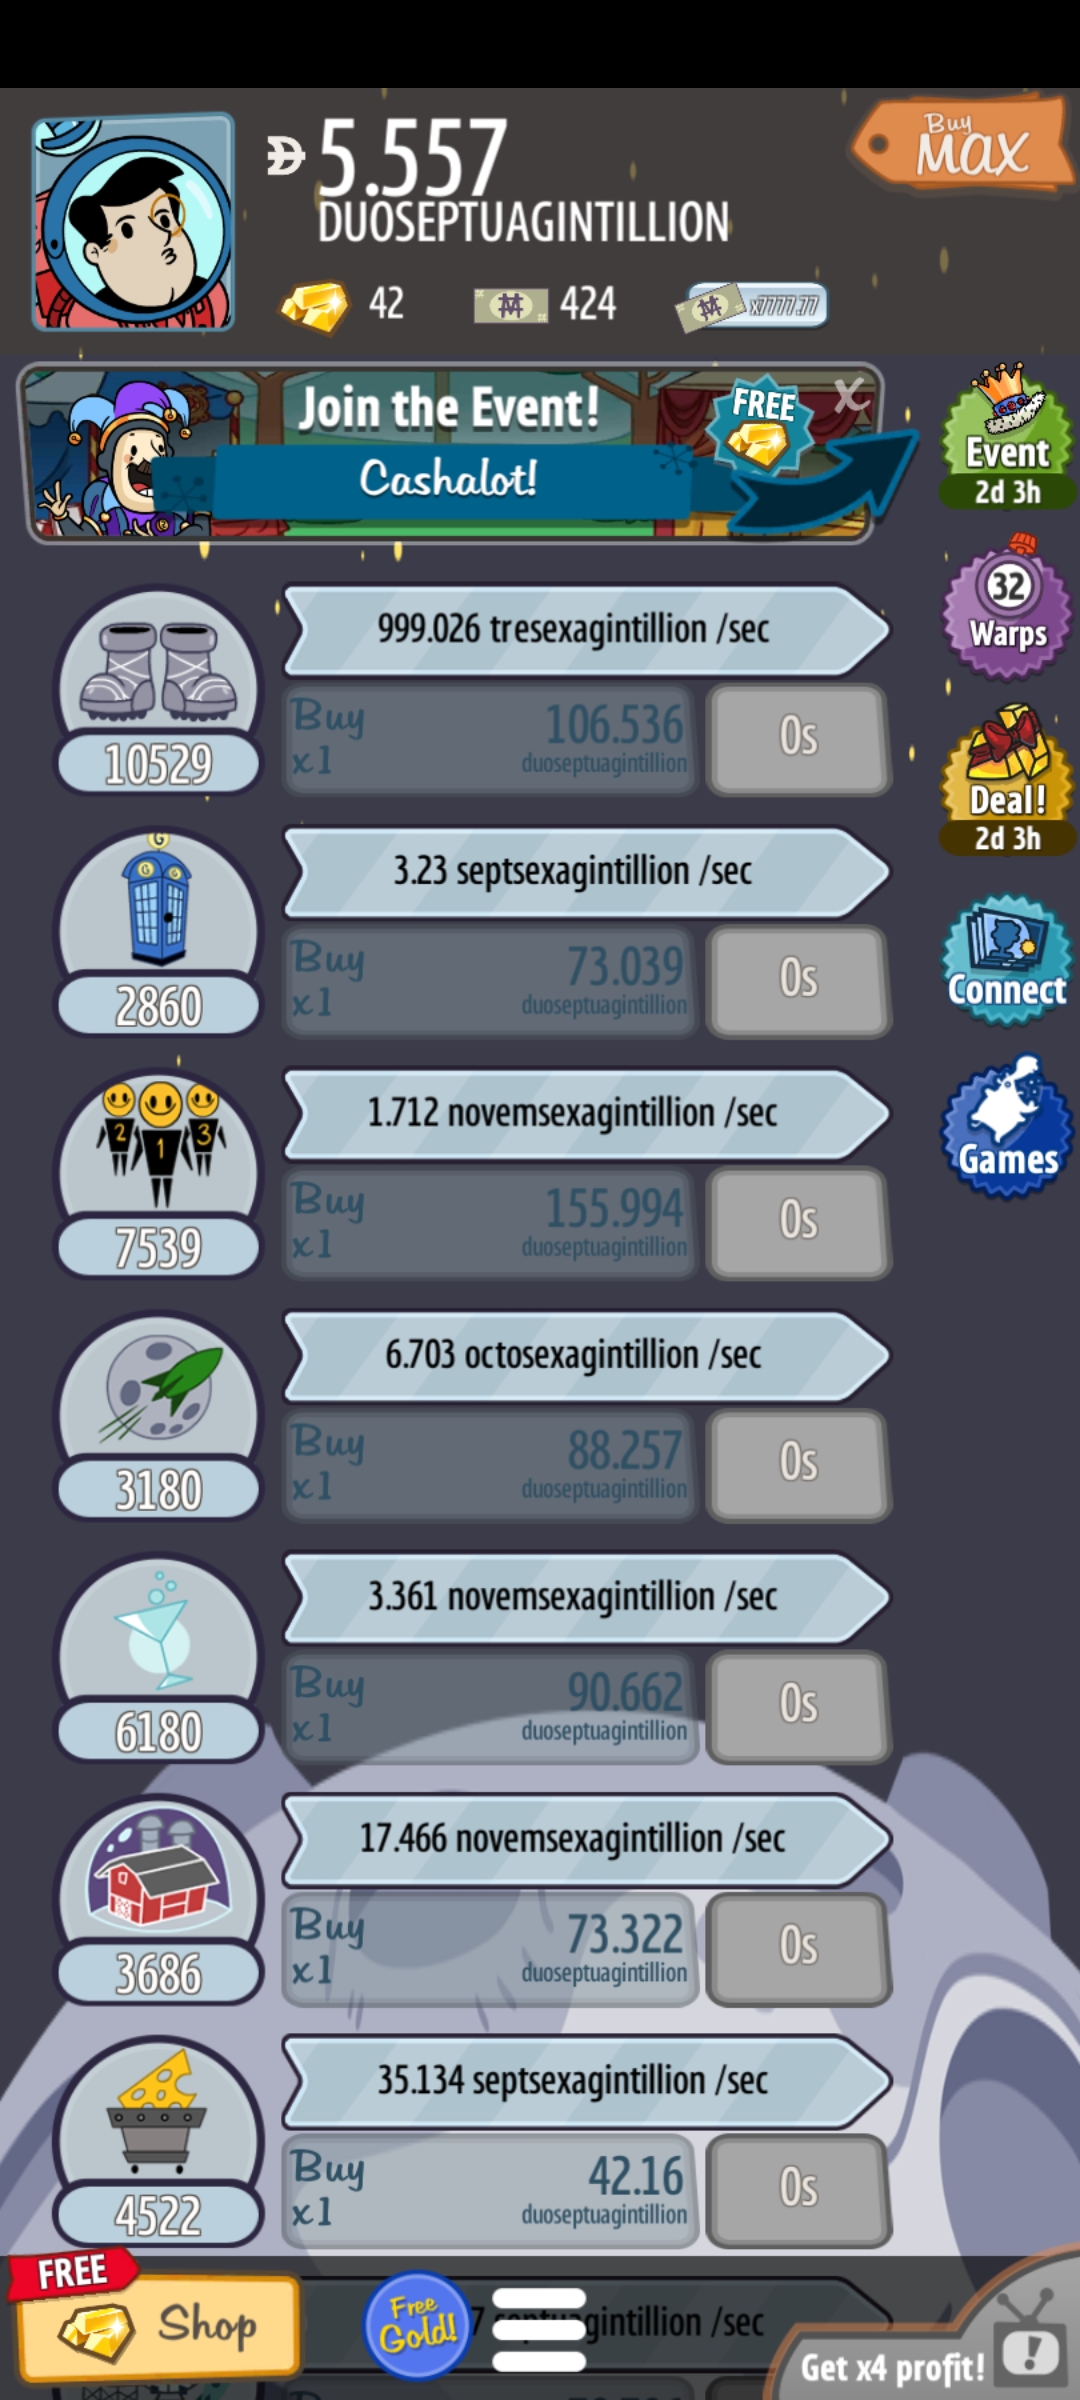 5.557
DUOSEPTUAGINTILLION
Buy
MAX
42
424
x7777.77
Join the Event!
Cashalot!
FREE
X
Event
2d 3h
999.026 tresexagintillion /sec
Buy
x1
106.536
duoseptuagintillion
0s
10529
32
Warps
Deal!
2d 3h
G
G
G
3.23 septsexagintillion /sec
Buy
x1
73.039
duoseptuagintillion
0s
2860
Connect
2
1
3
1.712 novemsexagintillion /sec
Buy
x1
155.994
duoseptuagintillion
0s
7539
Games
6.703 octosexagintillion /sec
Buy
x1
88.257
duoseptuagintillion
0s
3180
3.361 novemsexagintillion /sec
Buy
x1
90.662
duoseptuagintillion
0s
6180
17.466 novemsexagintillion /sec
Buy
x1
73.322
duoseptuagintillion
0s
3686
35.134 septsexagintillion /sec
Buy
x1
42.16
duoseptuagintillion
0s
4522
FREE
Shop
Free
Gold!
/sec
Get x4 profit!
!